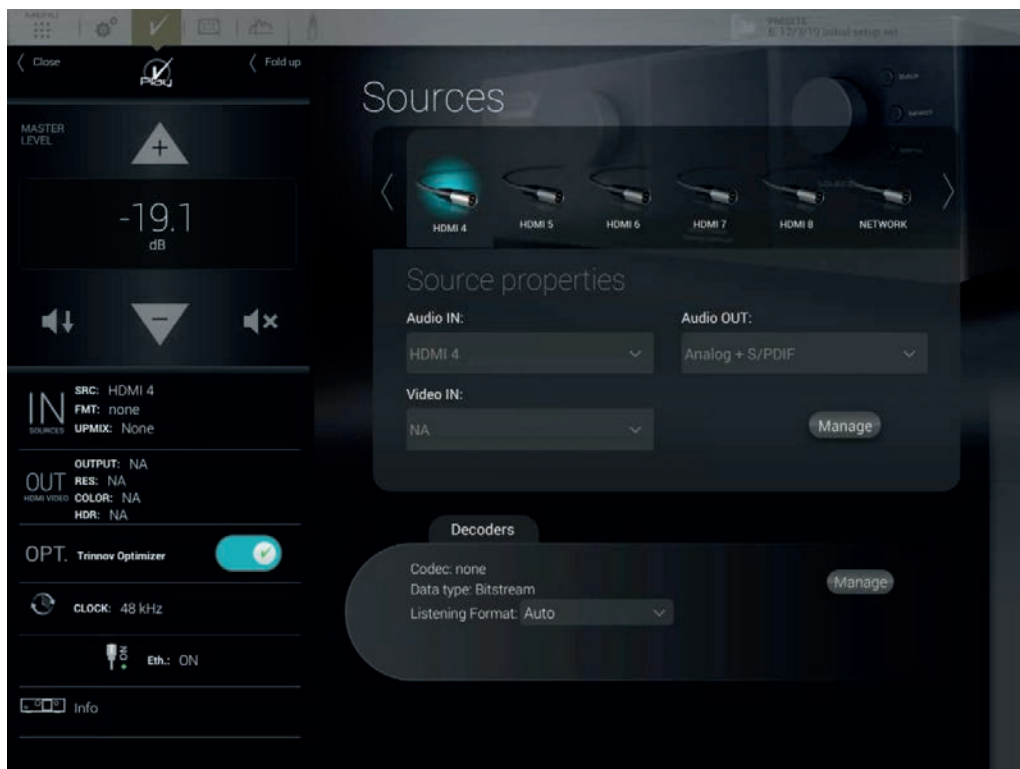 MENU
PRESETS
Close
Play
Fold up
Sources
MASTER
LEVEL
+
-19.1
dB
−
HDMI 4
HDMI 5
HDMI 6
HDMI 7
HDMI 8
NETWORK
Source properties
Audio IN:
Audio OUT:
HDMI 4
Analog + S/PDIF
Video IN:
NA
Manage
IN
SOURCES
SRC: HDMI 4
FMT: none
UPMIX: None
OUT
HDMI VIDEO
OUTPUT: NA
RES: NA
COLOR: NA
HDR: NA
OPT. Trinnov Optimizer
CLOCK: 48 kHz
ON
Eth.: ON
Info
Decoders
Codec: none
Data type: Bitstream
Listening Format: Auto
Manage